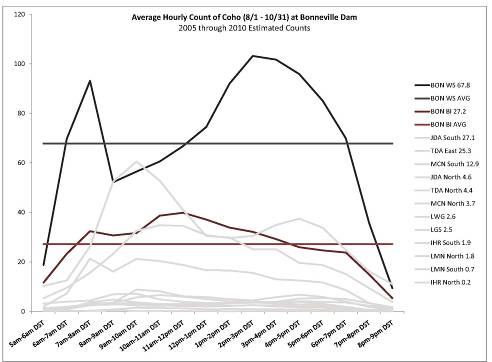 Average Hourly Count of Coho (8/1 - 10/31) at Bonneville Dam
2005 through 2010 Estimated Counts
120
100
80
60
40
20
0
5am-6am DST
6am-7am DST
7am-8am DST
8am-9am DST
9am-10am DST
10am-11am DST
11am-12pm DST
12pm-1pm DST
1pm-2pm DST
2pm-3pm DST
3pm-4pm DST
4pm-5pm DST
5pm-6pm DST
6pm-7pm DST
7pm-8pm DST
8pm-9pm DST
BON WS 67.8
BON WS AVG
BON BI 27.2
BON BI AVG
JDA South 27.1
TDA East 25.3
MCN South 12.9
JDA North 4.6
TDA North 4.4
MCN North 3.7
LWG 2.6
LGS 2.5
IHR South 1.9
LMN North 1.8
LMN South 0.7
IHR North 0.2